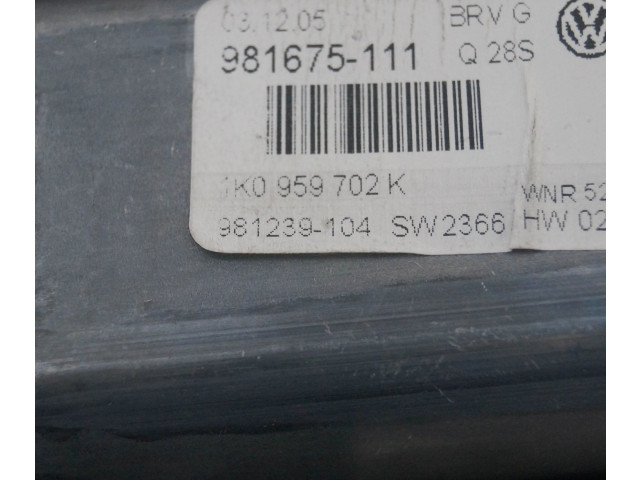 03.12.05 BRV G
981675-111 Q 28S
1K0 959 702 K WNR 52
981239-104 SW2366 HW 02